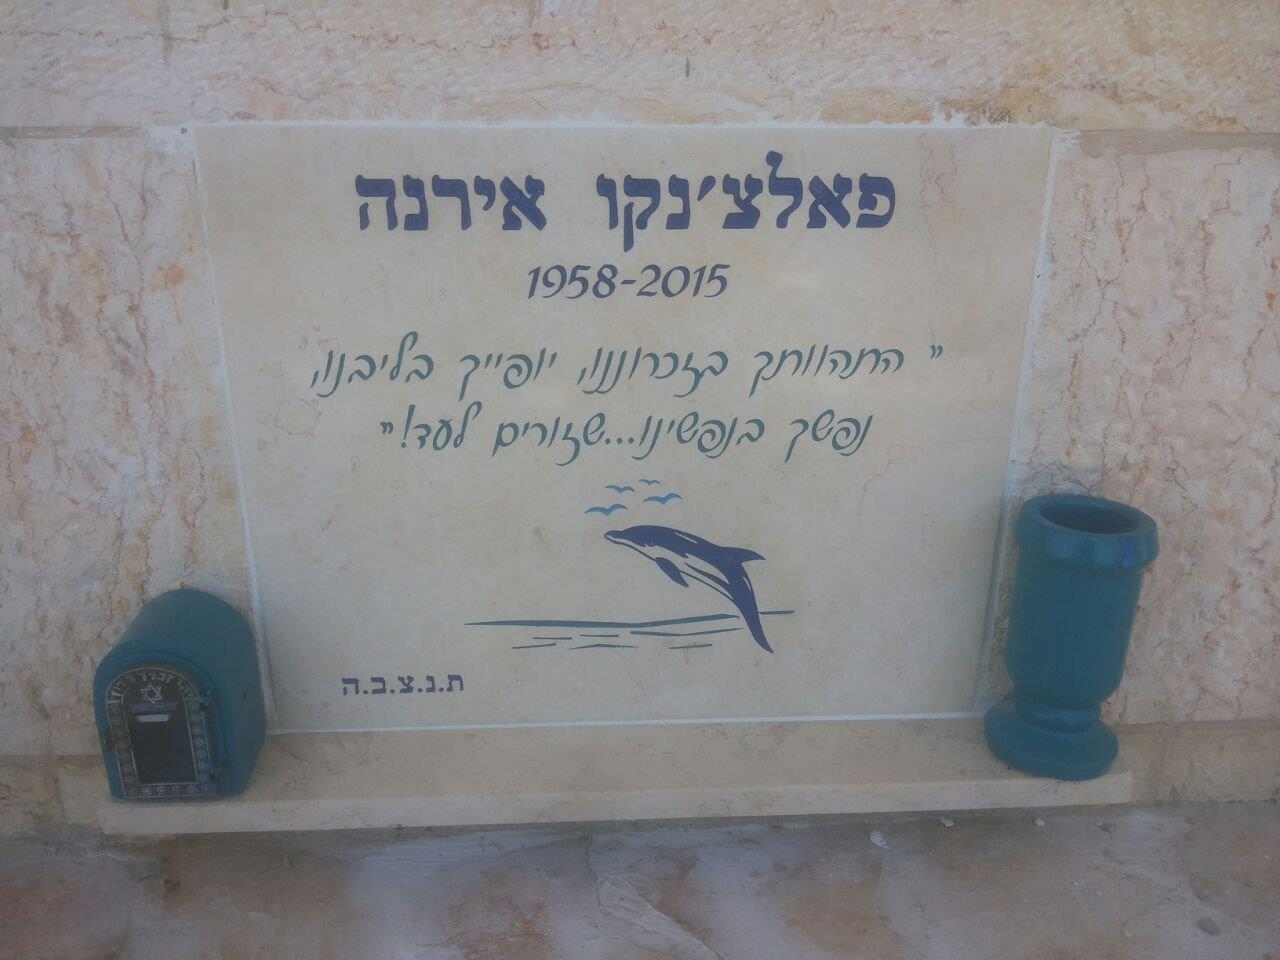 פאלצ'נקו אירנה
1958-2015
"התהוותך בזכרוננו, יופייך בליבנו,
נפשך בנפשינו...שזורים לעד!"
ת.נ.צ.ב.ה